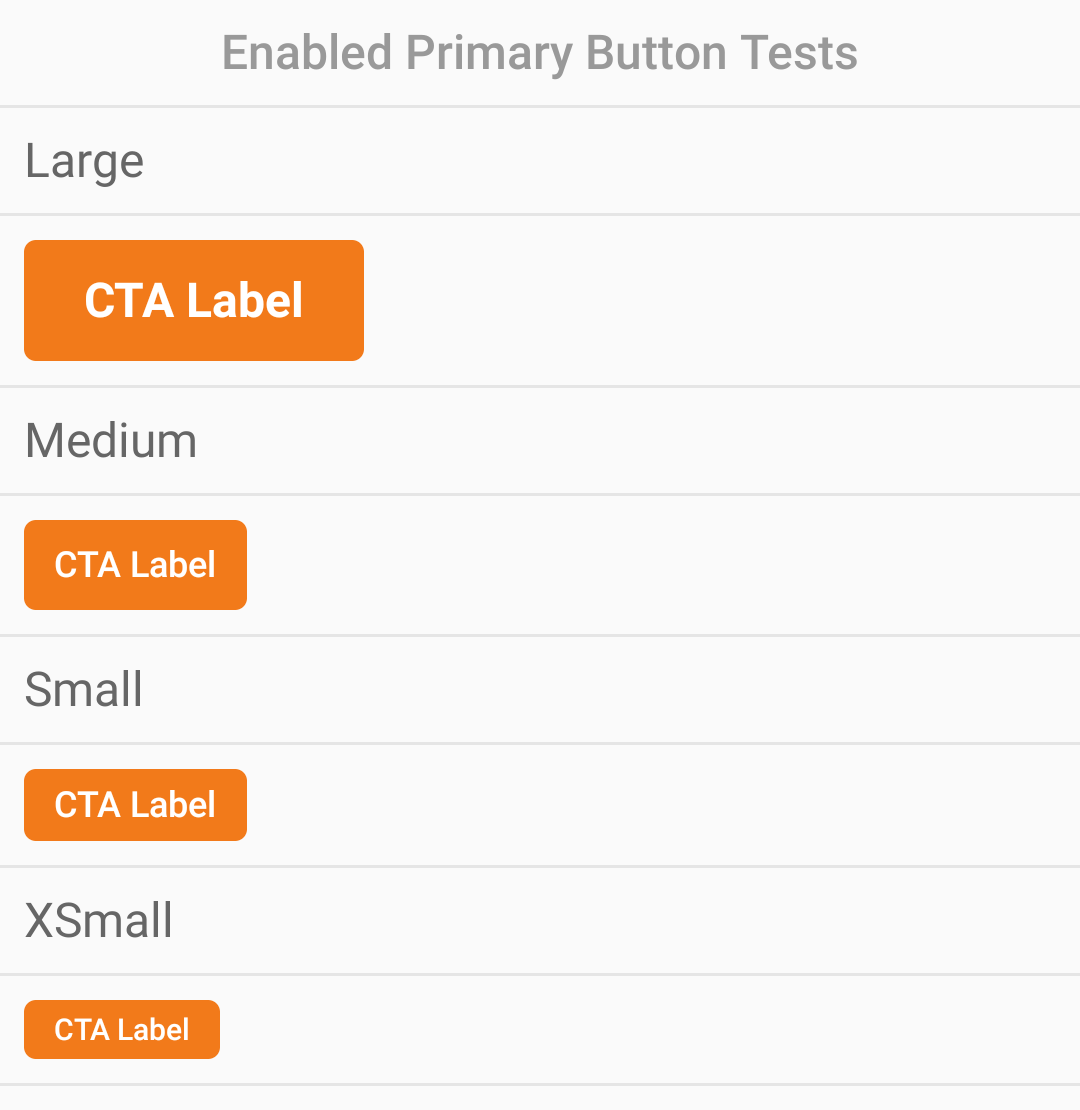 Enabled Primary Button Tests
Large
CTA Label
Medium
CTA Label
Small
CTA Label
XSmall
CTA Label